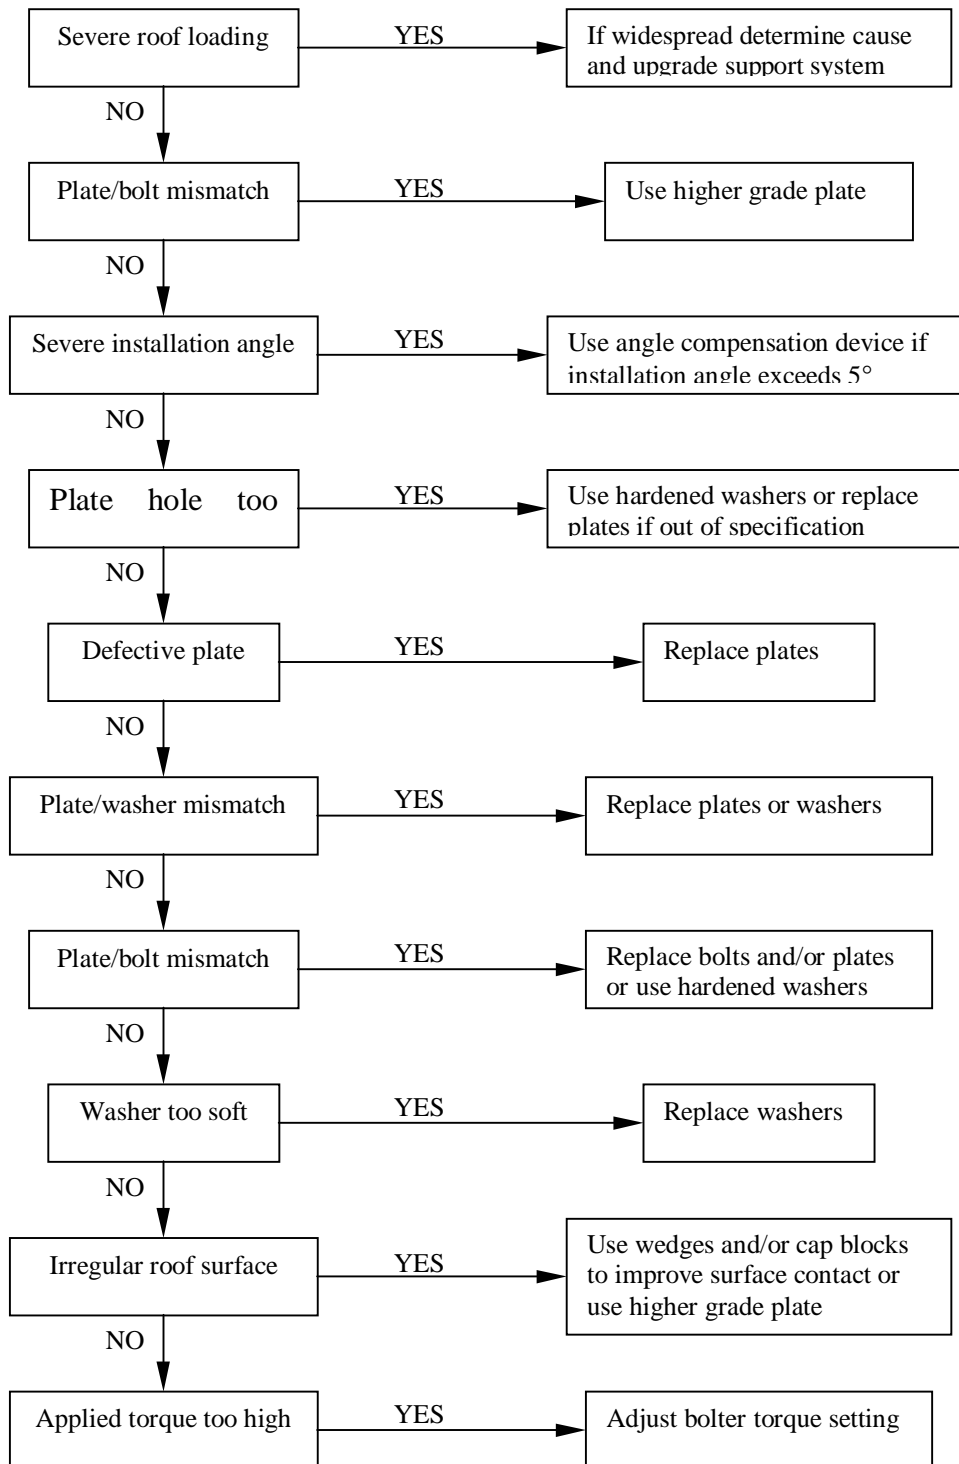 Severe roof loading
YES
If widespread determine cause
and upgrade support system
NO
Plate/bolt mismatch
YES
Use higher grade plate
NO
Severe installation angle
YES
Use angle compensation device if
installation angle exceeds 5°
NO
Plate hole too
YES
Use hardened washers or replace
plates if out of specification
NO
Defective plate
YES
Replace plates
NO
Plate/washer mismatch
YES
Replace plates or washers
NO
Plate/bolt mismatch
YES
Replace bolts and/or plates
or use hardened washers
NO
Washer too soft
YES
Replace washers
NO
Irregular roof surface
YES
Use wedges and/or cap blocks
to improve surface contact or
use higher grade plate
NO
Applied torque too high
YES
Adjust bolter torque setting